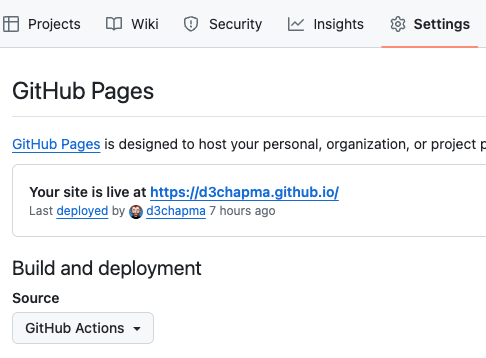 Projects Wiki Security Insights Settings
GitHub Pages
GitHub Pages is designed to host your personal, organization, or project p
Your site is live at https://d3chapma.github.io/
Last deployed by d3chapma 7 hours ago
Build and deployment
Source
GitHub Actions